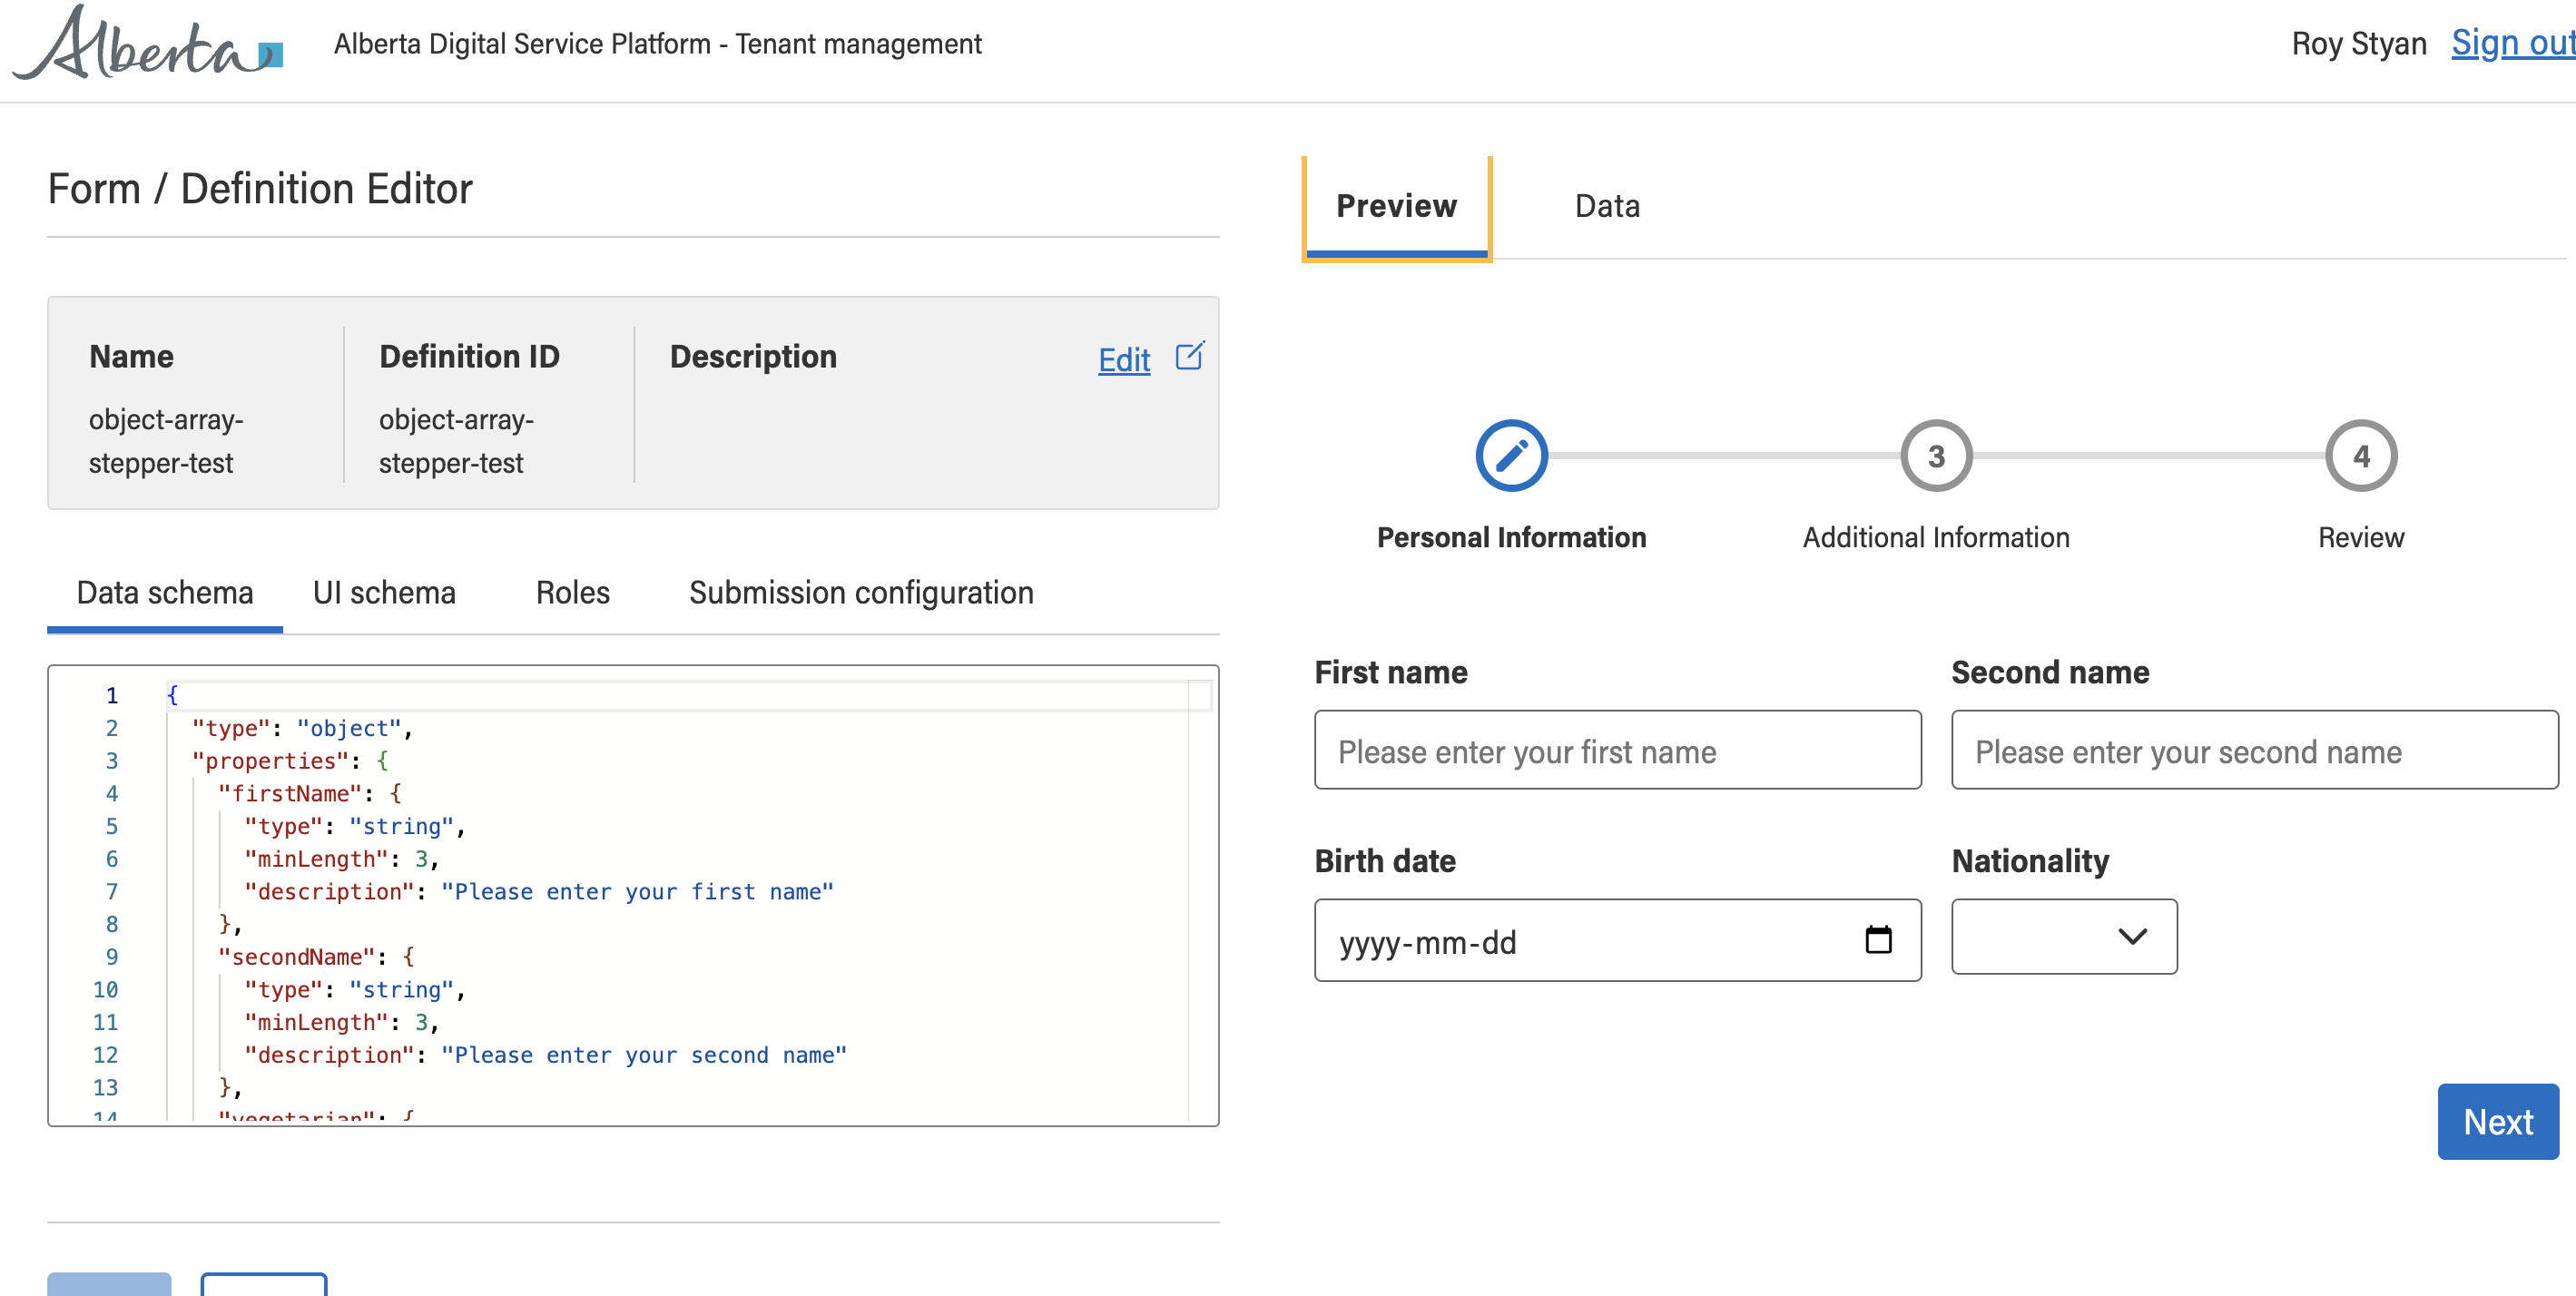 Alberta
Alberta Digital Service Platform - Tenant management
Roy Styan
Sign out
Form / Definition Editor
Preview
Data
Name
Definition ID
Description
Edit
object-array-
stepper-test
object-array-
stepper-test
3
4
Personal Information
Additional Information
Review
Data schema
UI schema
Roles
Submission configuration
1 {
2 "type": "object",
3 "properties": {
4 "firstName": {
5 "type": "string",
6 "minLength": 3,
7 "description": "Please enter your first name"
8 },
9 "secondName": {
10 "type": "string",
11 "minLength": 3,
12 "description": "Please enter your second name"
13 },
14 "vegetarian": {
First name
Second name
Please enter your first name
Please enter your second name
Birth date
Nationality
yyyy-mm-dd
Next